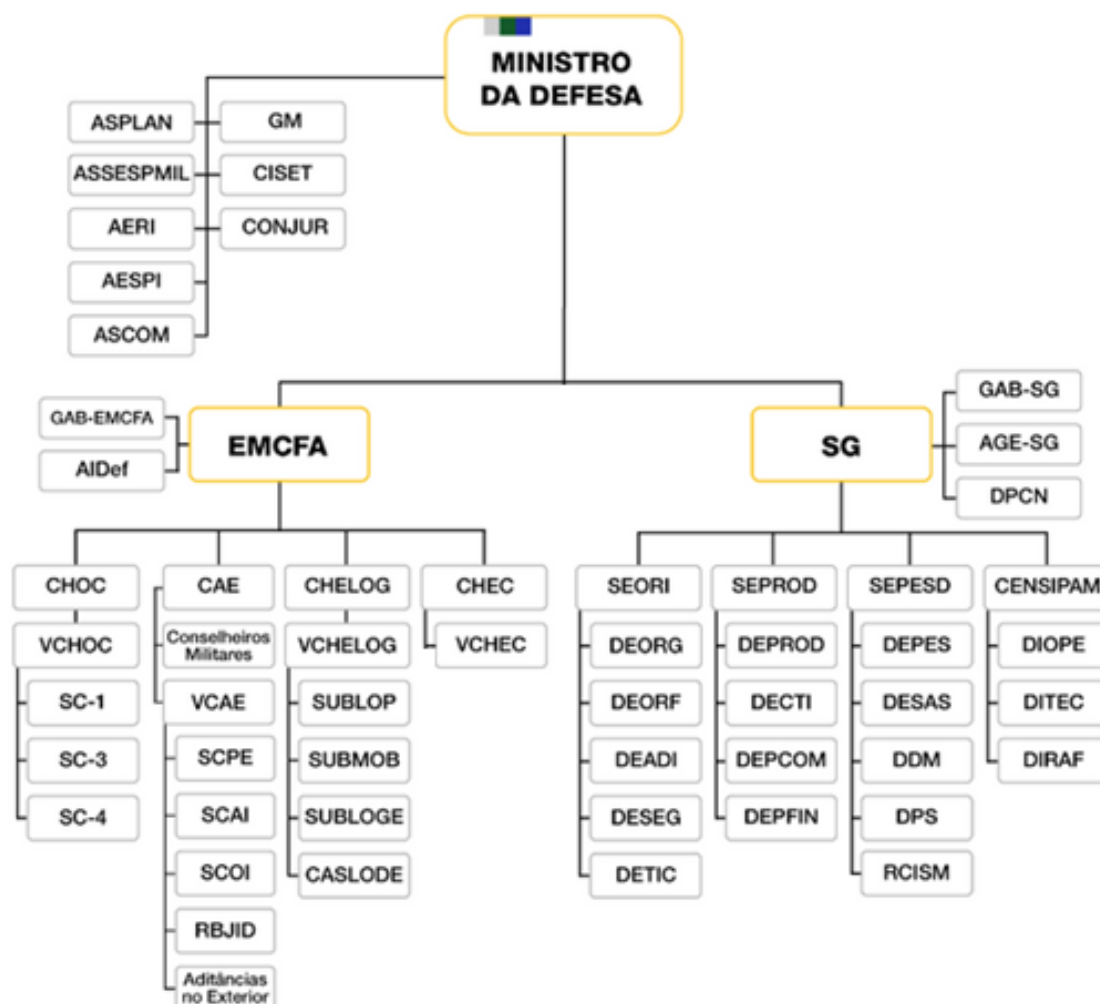 MINISTRO
DA DEFESA
ASPLAN
GM
ASSESPMIL
CISET
AERI
CONJUR
AESPI
ASCOM
GAB-EMCFA
AIDef
EMCFA
SG
GAB-SG
AGE-SG
DPCN
CHOC
VCHOC
SC-1
SC-3
SC-4
CAE
Conselheiros
Militares
VCAE
SCPE
SCAI
SCOI
RBJID
Aditâncias
no Exterior
CHELOG
VCHELOG
SUBLOP
SUBMOB
SUBLOGE
CASLODE
CHEC
VCHEC
SEORI
DEORG
DEORF
DEADI
DESEG
DETIC
SEPROD
DEPROD
DECTI
DEPCOM
DEPFIN
SEPESD
DEPES
DESAS
DDM
DPS
RCISM
CENSIPAM
DIOPE
DITEC
DIRAF